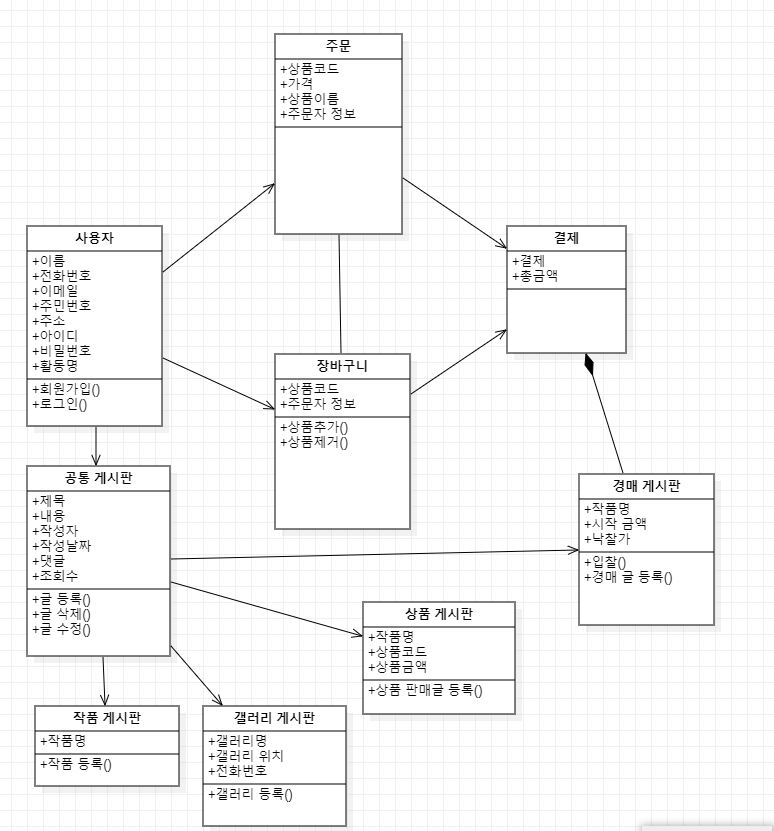 주문
+상품코드
+가격
+상품이름
+주문자 정보
사용자
+이름
+전화번호
+이메일
+주민번호
+주소
+아이디
+비밀번호
+활동명
+회원가입()
+로그인()
결제
+결제
+총금액
장바구니
+상품코드
+주문자 정보
+상품추가()
+상품제거()
공통 게시판
+제목
+내용
+작성자
+작성날짜
+댓글
+조회수
+글 등록()
+글 삭제()
+글 수정()
경매 게시판
+작품명
+시작 금액
+낙찰가
+입찰()
+경매 글 등록()
상품 게시판
+작품명
+상품코드
+상품금액
+상품 판매글 등록()
작품 게시판
+작품명
+작품 등록()
갤러리 게시판
+갤러리명
+갤러리 위치
+전화번호
+갤러리 등록()